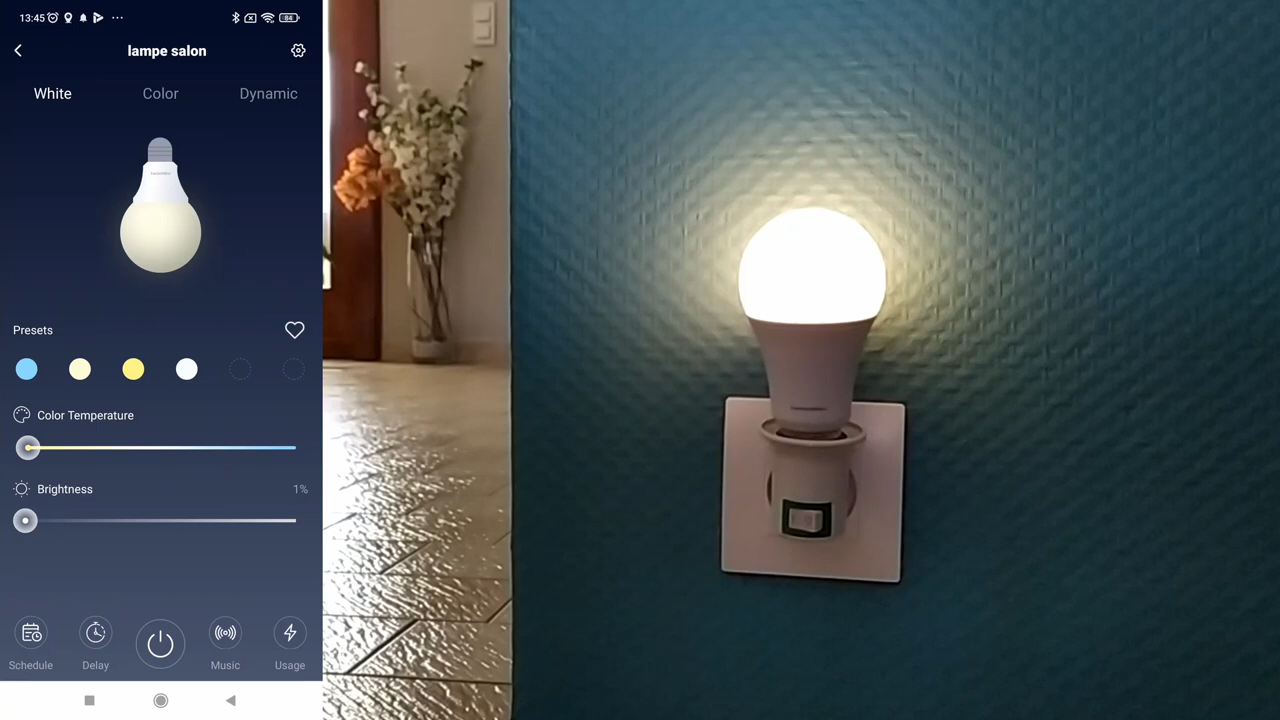 13:45
84
lampe salon
White
Color
Dynamic
Presets
Color Temperature
Brightness
1%
Schedule
Delay
Music
Usage